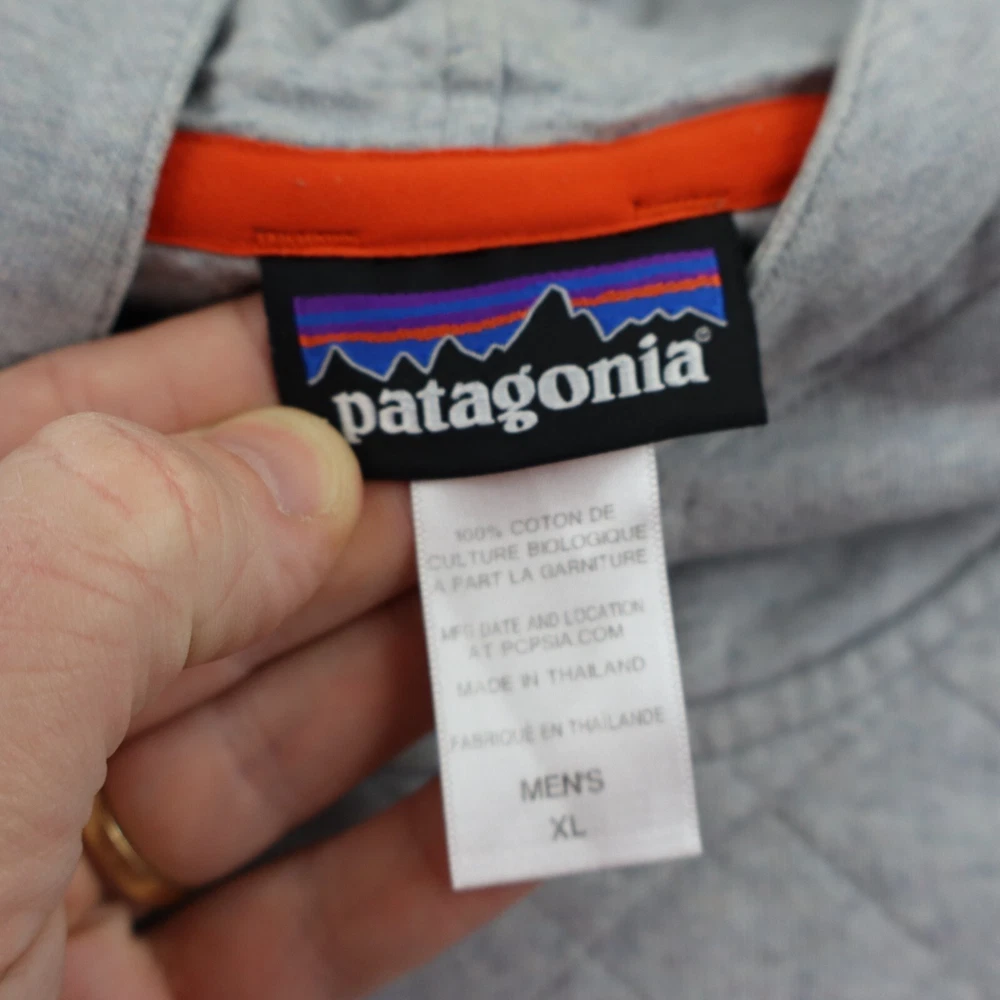 patagonia®
100% COTON DE
CULTURE BIOLOGIQUE
À PART LA GARNITURE
MFG DATE AND LOCATION
AT PCPSIA.COM
MADE IN THAILAND
FABRIQUÉ EN THAÏLANDE
MEN'S
XL